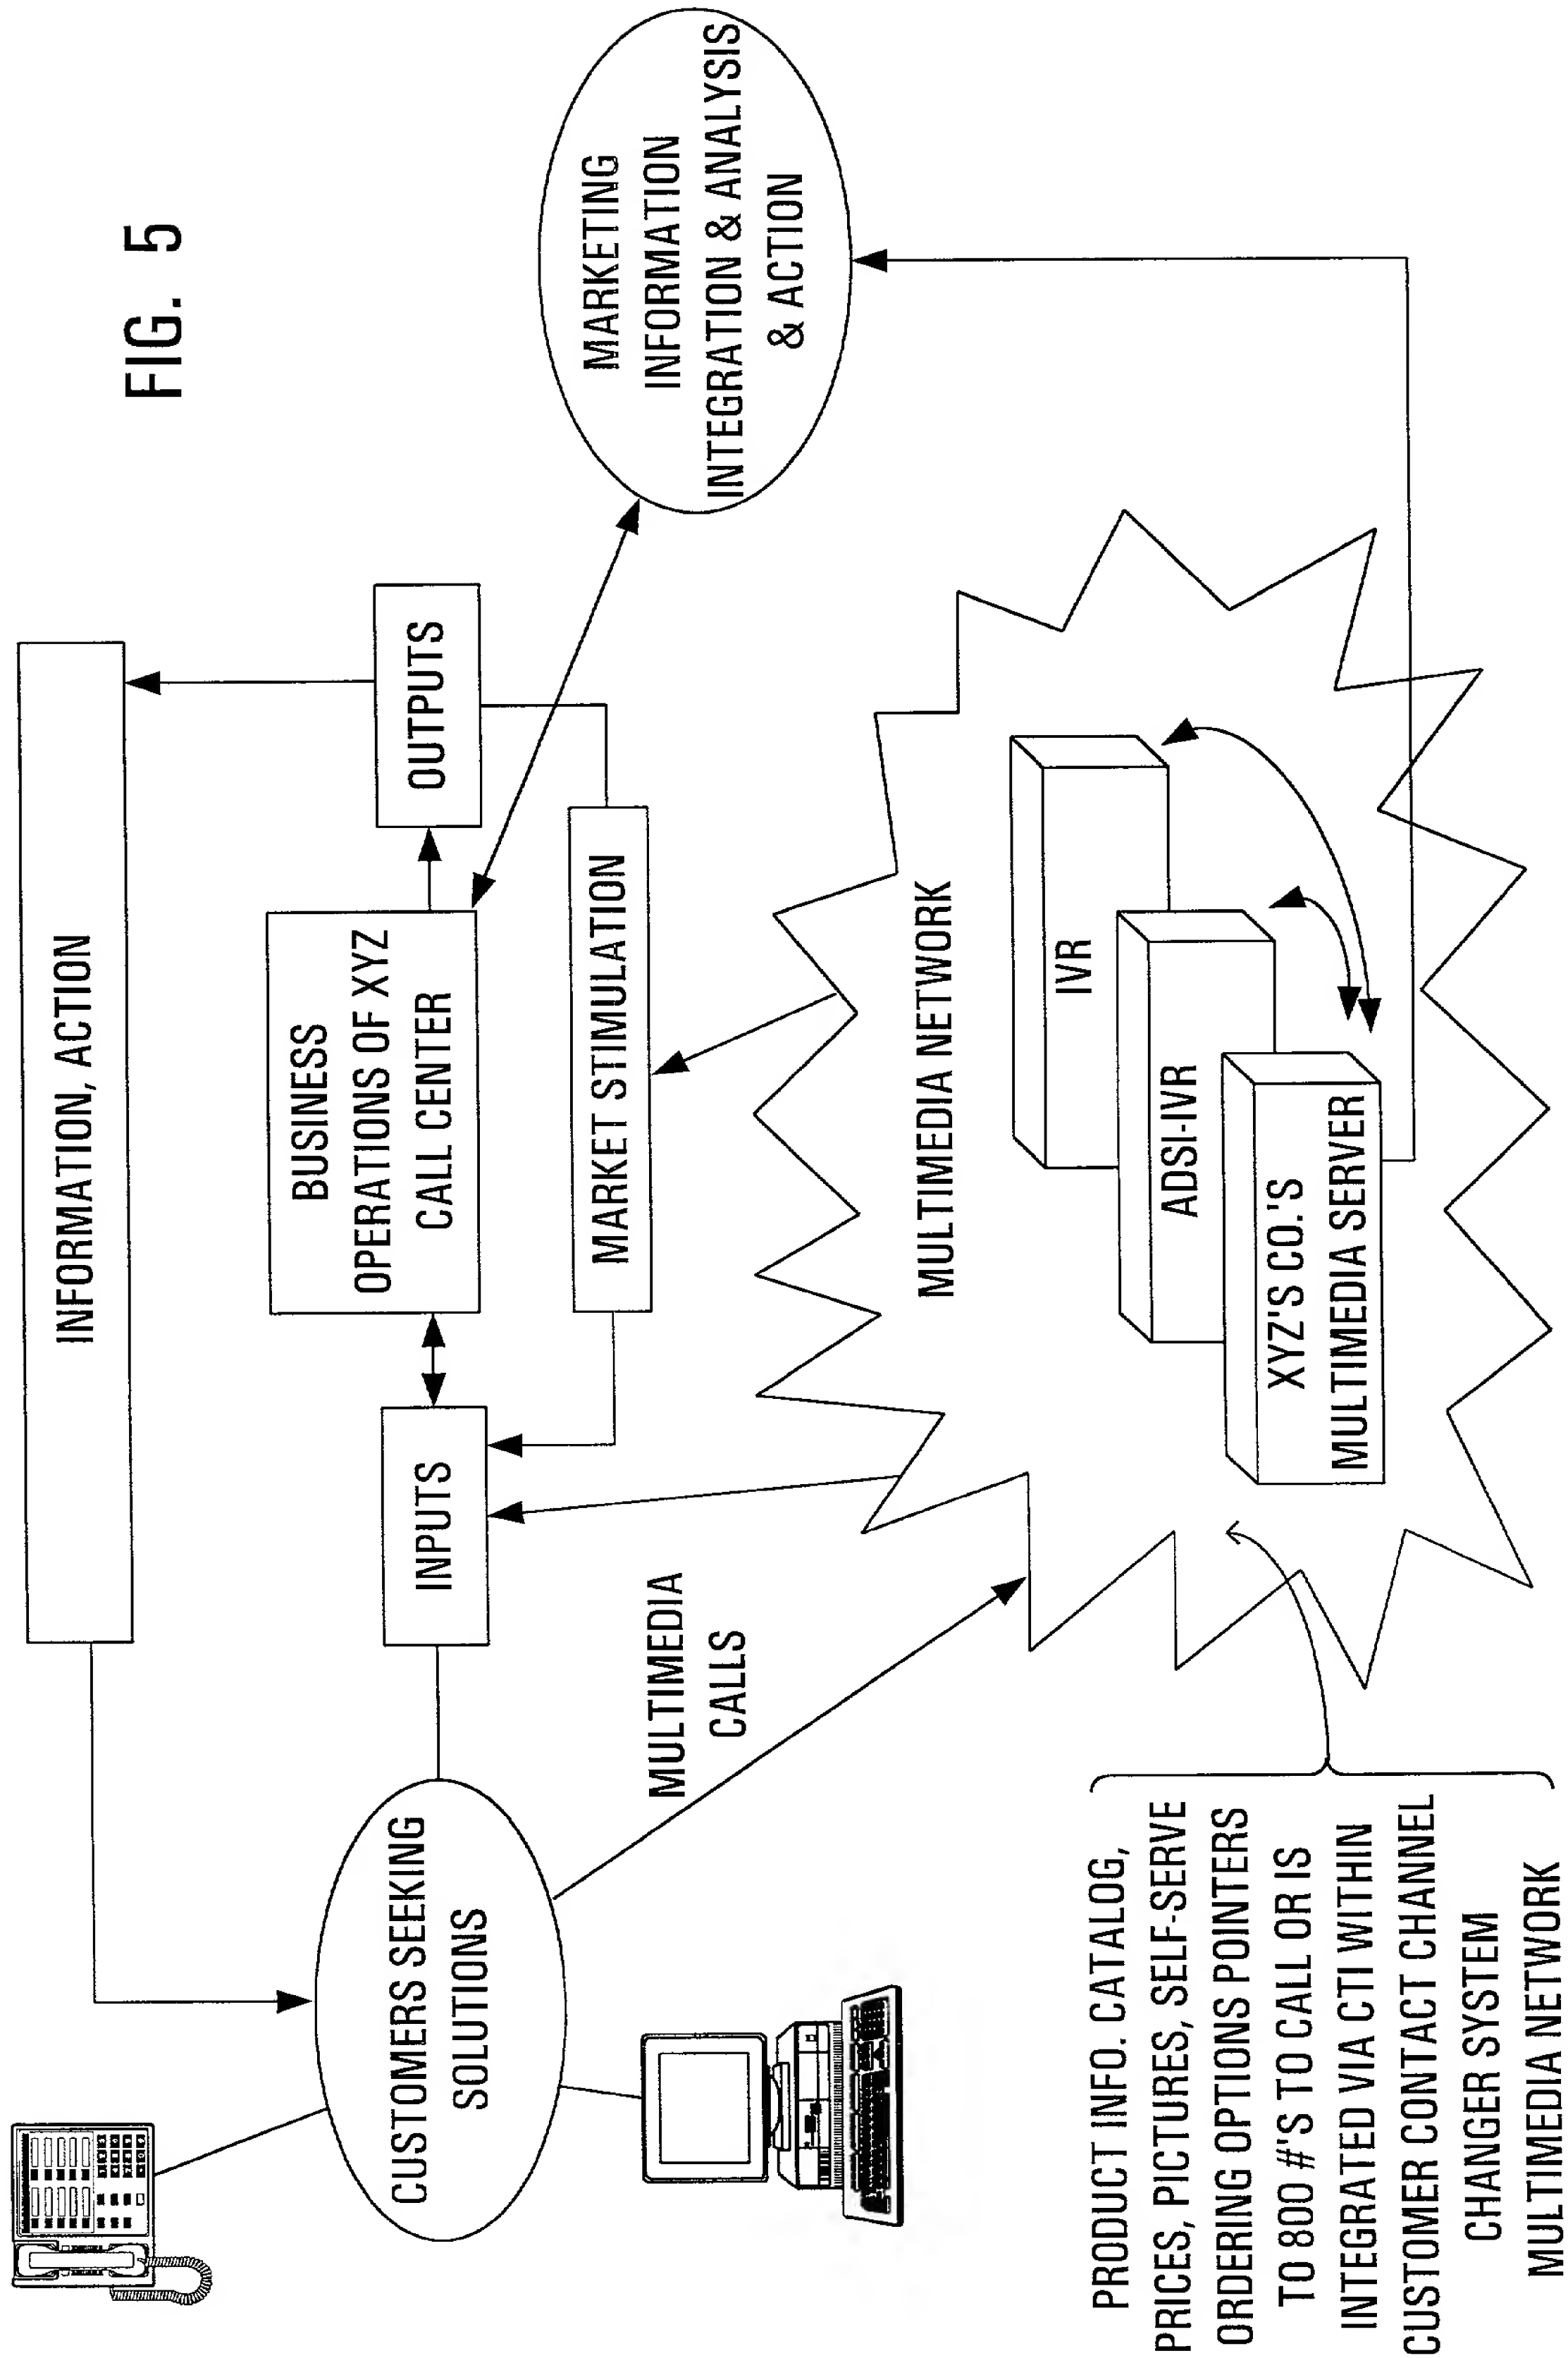 FIG. 5
INFORMATION, ACTION
BUSINESS
OPERATIONS OF XYZ
CALL CENTER
OUTPUTS
INPUTS
MARKET STIMULATION
MARKETING
INFORMATION
INTEGRATION & ANALYSIS
& ACTION
CUSTOMERS SEEKING
SOLUTIONS
MULTIMEDIA
CALLS
MULTIMEDIA NETWORK
IVR
ADSI-IVR
XYZ'S CO.'S
MULTIMEDIA SERVER
PRODUCT INFO. CATALOG,
PRICES, PICTURES, SELF-SERVE
ORDERING OPTIONS POINTERS
TO 800 #'S TO CALL OR IS
INTEGRATED VIA CTI WITHIN
CUSTOMER CONTACT CHANNEL
CHANGER SYSTEM
MULTIMEDIA NETWORK